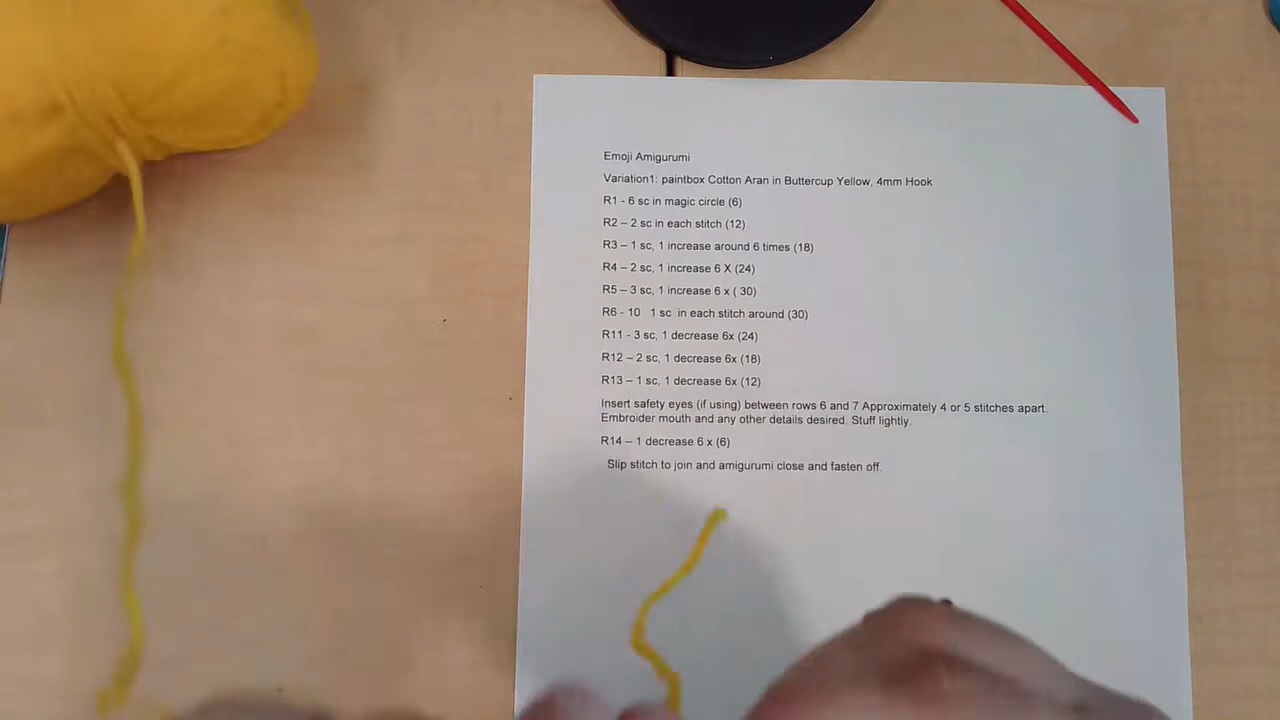 Emoji Amigurumi
Variation1: paintbox Cotton Aran in Buttercup Yellow, 4mm Hook
R1 - 6 sc in magic circle (6)
R2 – 2 sc in each stitch (12)
R3 – 1 sc, 1 increase around 6 times (18)
R4 – 2 sc, 1 increase 6 X (24)
R5 – 3 sc, 1 increase 6 x ( 30)
R6 - 10 1 sc in each stitch around (30)
R11 - 3 sc, 1 decrease 6x (24)
R12 – 2 sc, 1 decrease 6x (18)
R13 – 1 sc, 1 decrease 6x (12)
Insert safety eyes (if using) between rows 6 and 7 Approximately 4 or 5 stitches apart.
Embroider mouth and any other details desired. Stuff lightly.
R14 – 1 decrease 6 x (6)
Slip stitch to join and amigurumi close and fasten off.